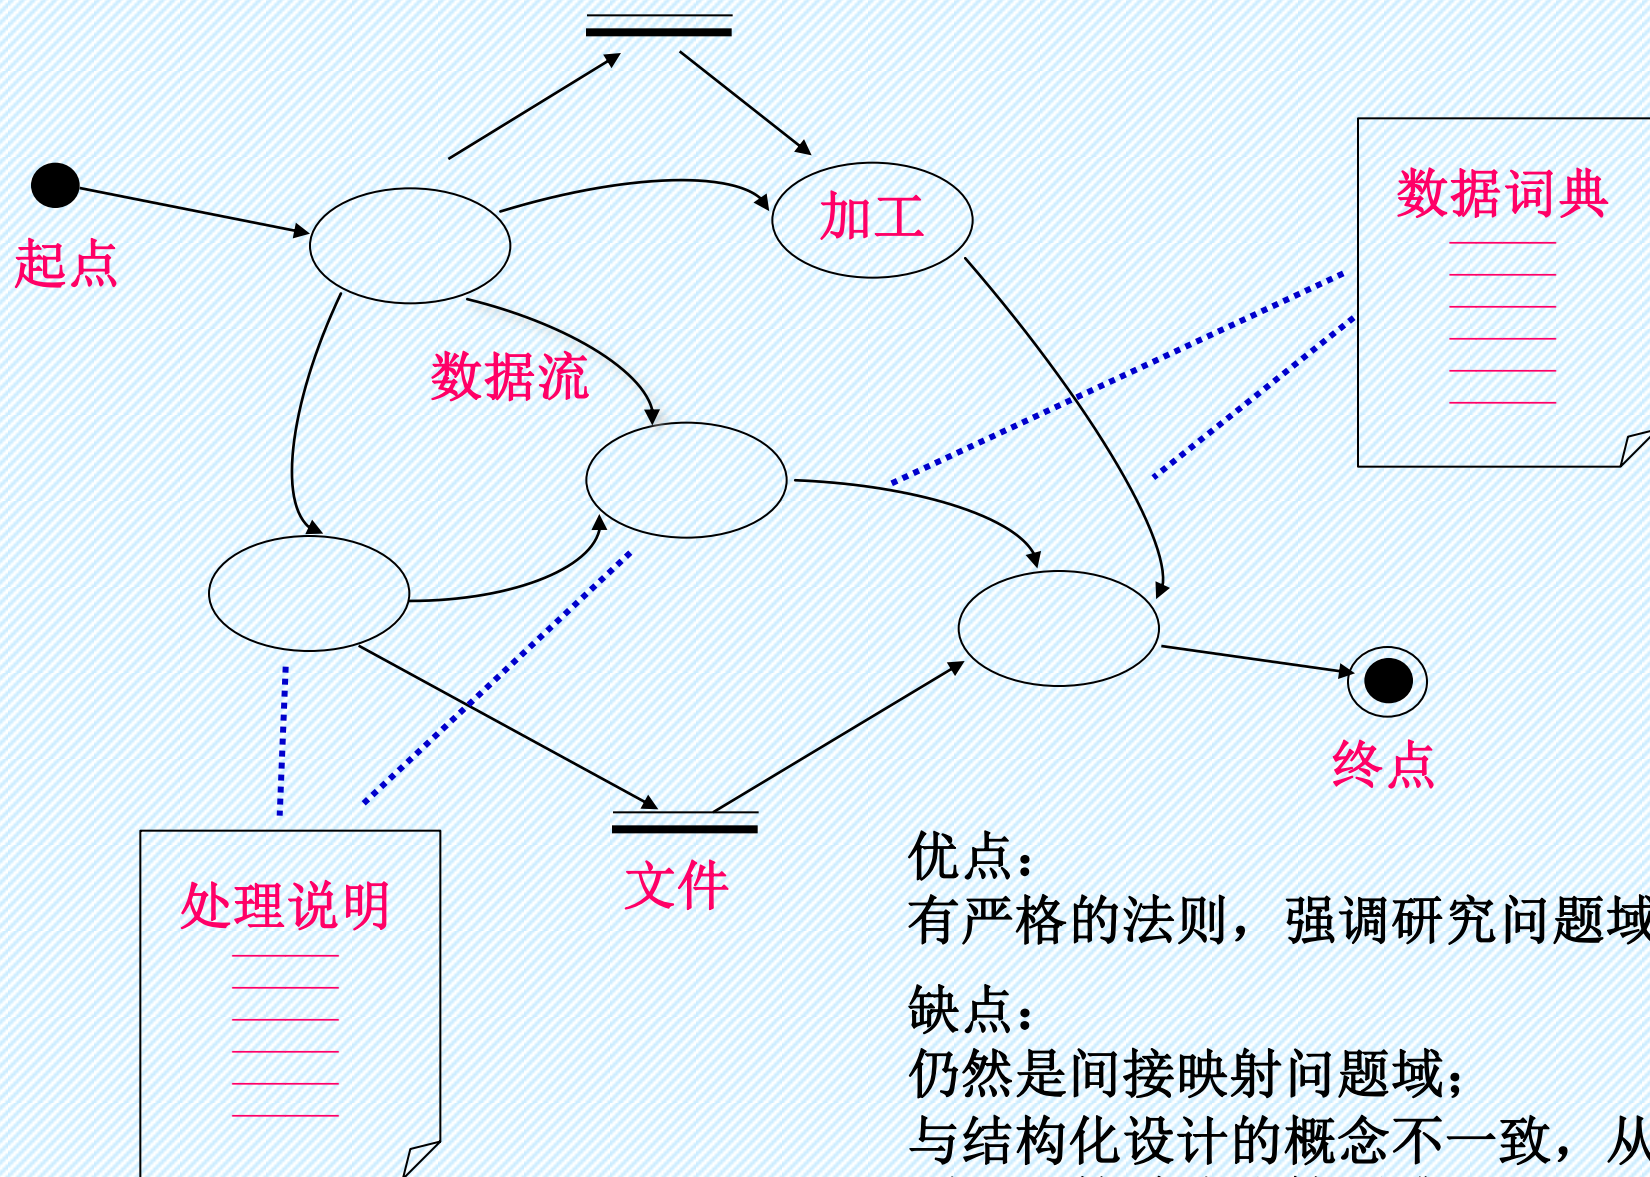 起点
加工
数据词典
数据流
终点
文件
处理说明
优点：
有严格的法则，强调研究问题域
缺点：
仍然是间接映射问题域；
与结构化设计的概念不一致，从